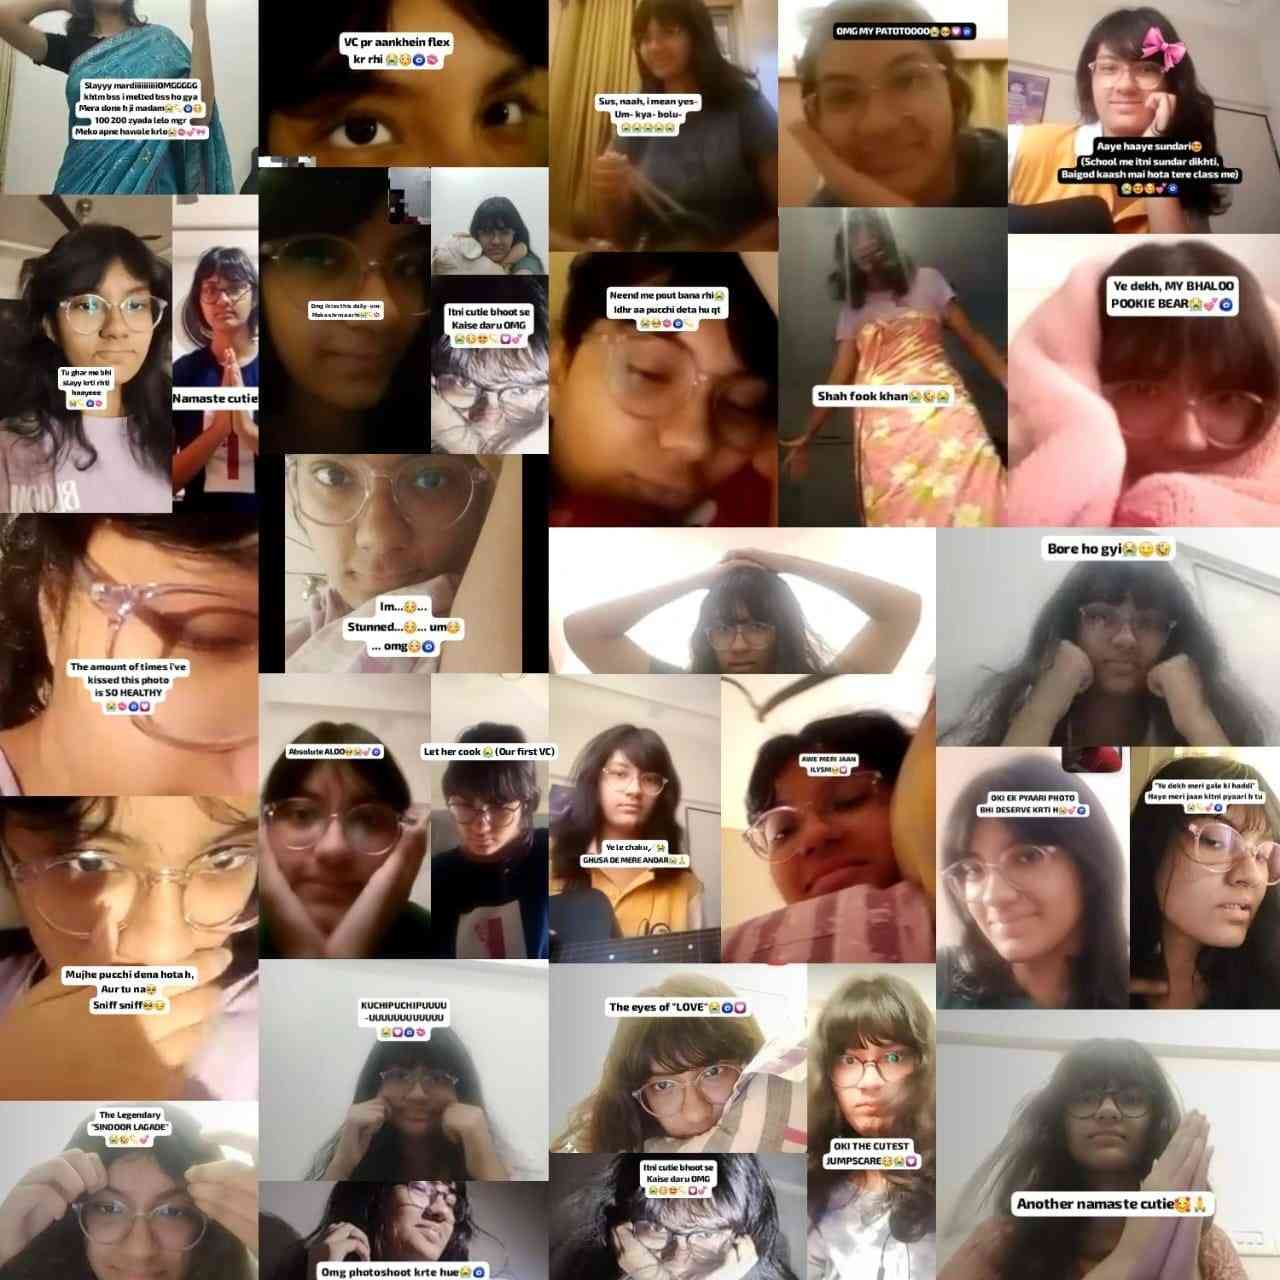 Slayyy mardiiiiiiiiiiOMGGGGG
khtm bss i melted bss ho gya
Mera done h ji madam😭🏷️🧿🥰
100 200 zyada lelo mgr
Meko apne hawale krlo😭💋💕🎀
VC pr aankhein flex
kr rhi 😭🥰🧿💋
Sus, naah, i mean yes-
Um- kya- bolu-
😭😭😭😭😭
OMG MY PATOTOOOO😭🥺💟🧿
Aaye haaye sundari😍
(School me itni sundar dikhti,
Baigod kaash mai hota tere class me)
😭😍🥰💕🧿
Tu ghar me bhi
slayy krti rhti
haayeee
Namaste cutie
Itni cutie bhoot se
Kaise daru OMG
Neend me pout bana rhi😭
Idhr aa pucchi deta hu qt
Shah fook khan😭🤣😭
Ye dekh, MY BHALOO
POOKIE BEAR😭💕🧿
The amount of times i've
kissed this photo
is SO HEALTHY
😭💋🧿💟
Im...🥰...
Stunned...🥰... um🥰
... omg🥰🧿
Bore ho gyi😭🙂🤣
Absolute ALOO🥺😭💕🧿
Let her cook😭(Our first VC)
Ye le chaku
GHUSA DE MERE ANDAR😭🙏
AWE MERI JAAN
ILYSM🥺💟
OKI EK PYAARI PHOTO
BHI DESERVE KRTI H😭💕🧿
"Ye dekh meri gale ki haddi"
Haye meri jaan kitni pyaari h tu
Mujhe pucchi dena hota h,
Aur tu na🥺
Sniff sniff🥺😔
KUCHIPUCHIPUUUU
-UUUUUUUUUUUU
😭💟🧿💋
The eyes of "LOVE"😭🧿💟
OKI THE CUTEST
JUMPSCARE🥰😭💟
The Legendary
"SINDOOR LAGADE"
Itni cutie bhoot se
Kaise daru OMG
Another namaste cutie🥰🙏
Omg photoshoot krte hue😭🧿